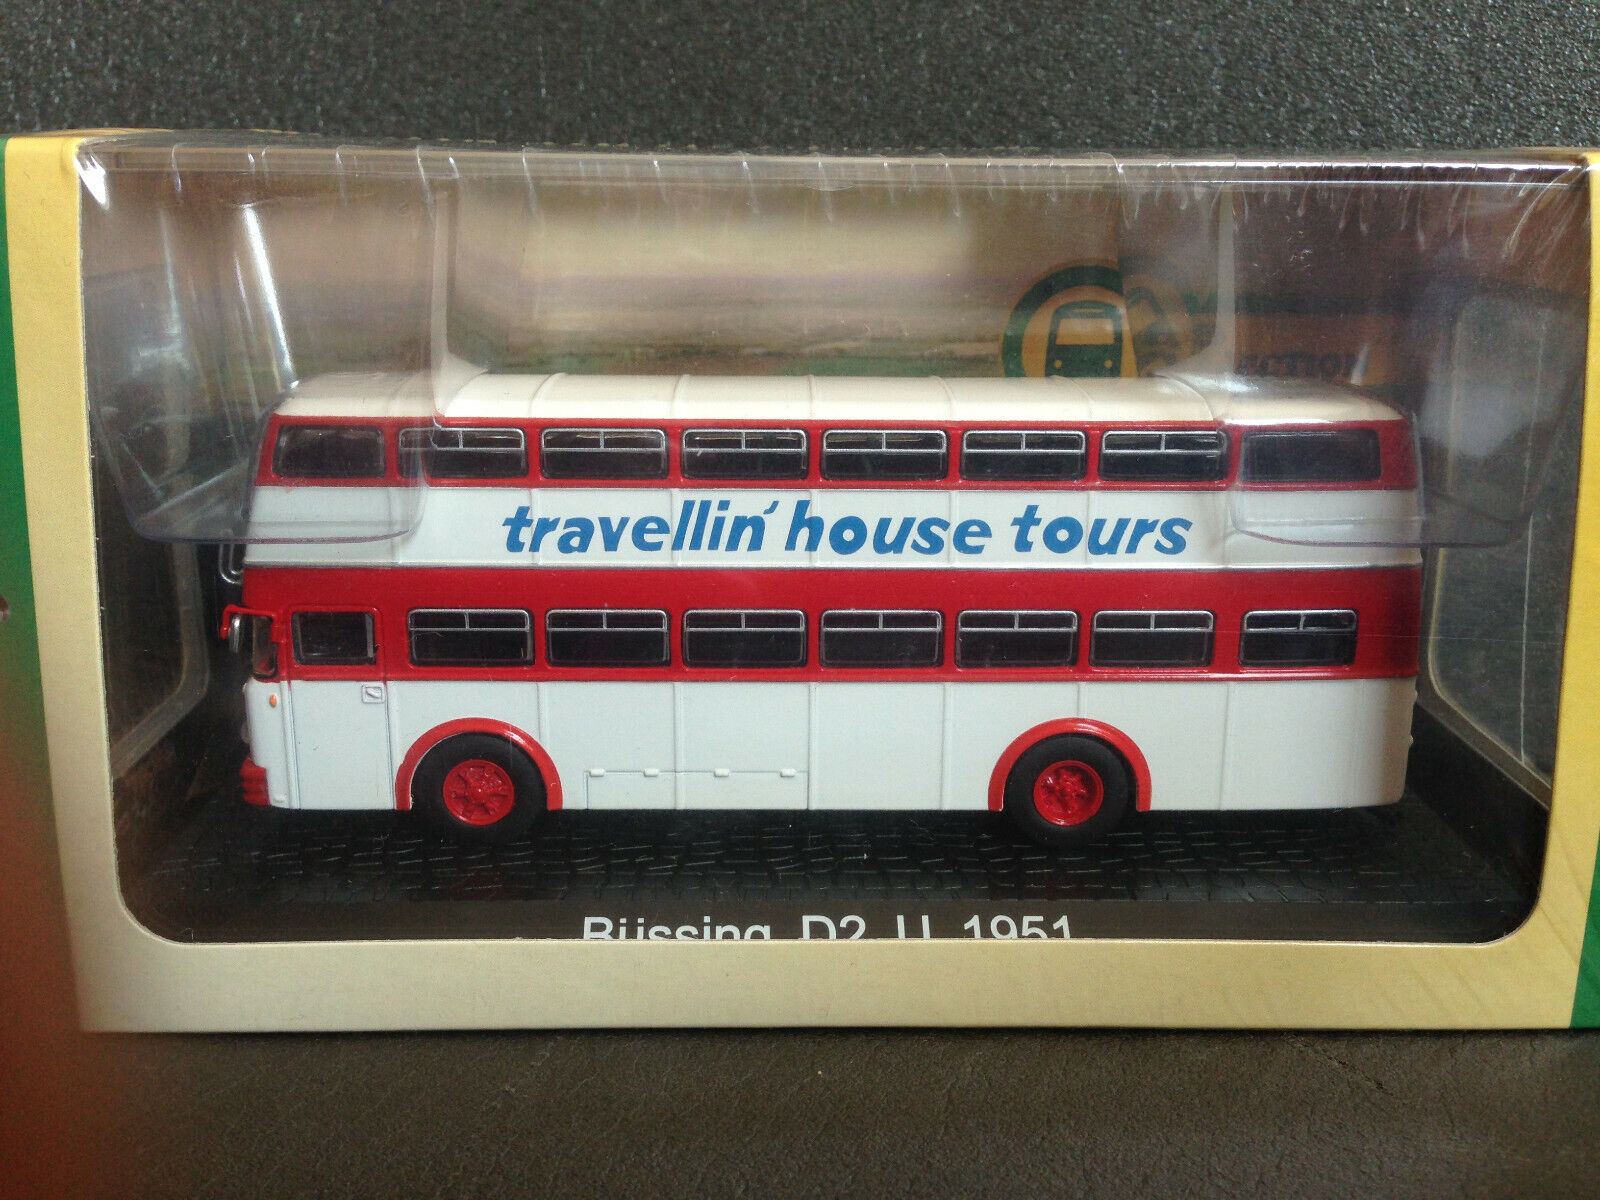 travellin' house tours
Büssing D2 U 1951